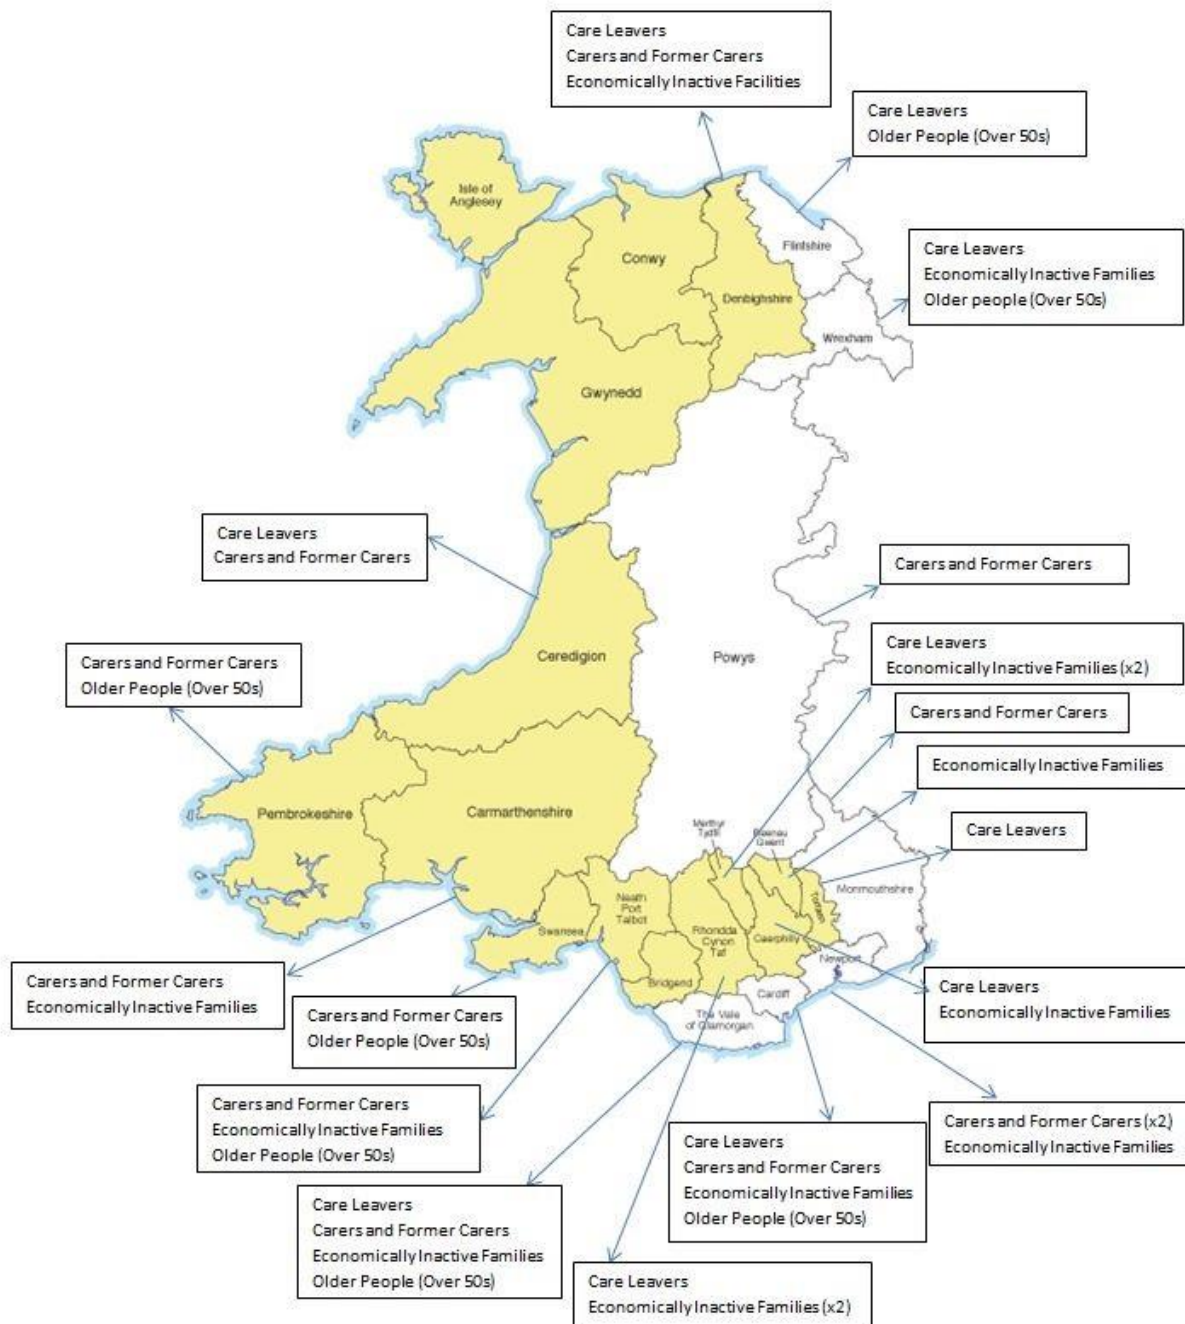 Care Leavers
Carers and Former Carers
Economically Inactive Facilities
Care Leavers
Older People (Over 50s)
Isle of
Anglesey
Conwy
Denbighshire
Flintshire
Care Leavers
Economically Inactive Families
Older people (Over 50s)
Wrexham
Gwynedd
Care Leavers
Carers and Former Carers
Carers and Former Carers
Care Leavers
Economically Inactive Families (x2)
Ceredigion
Powys
Carers and Former Carers
Older People (Over 50s)
Carers and Former Carers
Economically Inactive Families
Care Leavers
Pembrokeshire
Carmarthenshire
Merthyr
Tydfil
Blaenau
Gwent
Monmouthshire
Torfaen
Neath
Port
Talbot
Swansea
Rhondda
Cynon
Taf
Caerphilly
Newport
Bridgend
Cardiff
The Vale
of Glamorgan
Carers and Former Carers
Economically Inactive Families
Carers and Former Carers
Older People (Over 50s)
Care Leavers
Economically Inactive Families
Carers and Former Carers
Economically Inactive Families
Older People (Over 50s)
Carers and Former Carers (x2)
Economically Inactive Families
Care Leavers
Carers and Former Carers
Economically Inactive Families
Older People (Over 50s)
Care Leavers
Carers and Former Carers
Economically Inactive Families
Older People (Over 50s)
Care Leavers
Economically Inactive Families (x2)